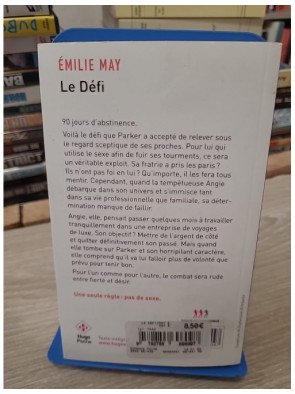 ÉMILIE MAY
Le Défi
90 jours d'abstinence.
Voilà le défi que Parker a accepté de relever sous
le regard sceptique de ses proches. Pour lui qui
utilise le sexe afin de fuir ses tourments, ce sera
un véritable exploit. Sa fratrie a pris les paris ?
Ils n'ont pas foi en lui ? Qu'importe, il les fera tous
mentir. Cependant, quand la tempétueuse Angie
débarque dans son univers et s'immisce tant
dans sa vie professionnelle que familiale, sa déter-
mination manque de faillir.
Angie, elle, pensait passer quelques mois à travailler
tranquillement dans une entreprise de voyages
de luxe. Son objectif ? Mettre de l'argent de côté
et quitter définitivement son passé. Mais quand
elle tombe sur Parker et son horripilant caractère,
elle comprend qu'il va lui falloir plus de volonté que
prévu pour tenir bon.
Pour l'un comme pour l'autre, le combat sera rude
entre fierté et désir.
Une seule règle : pas de sexe.
Hugo
Poche
Texte intégral
8,50€